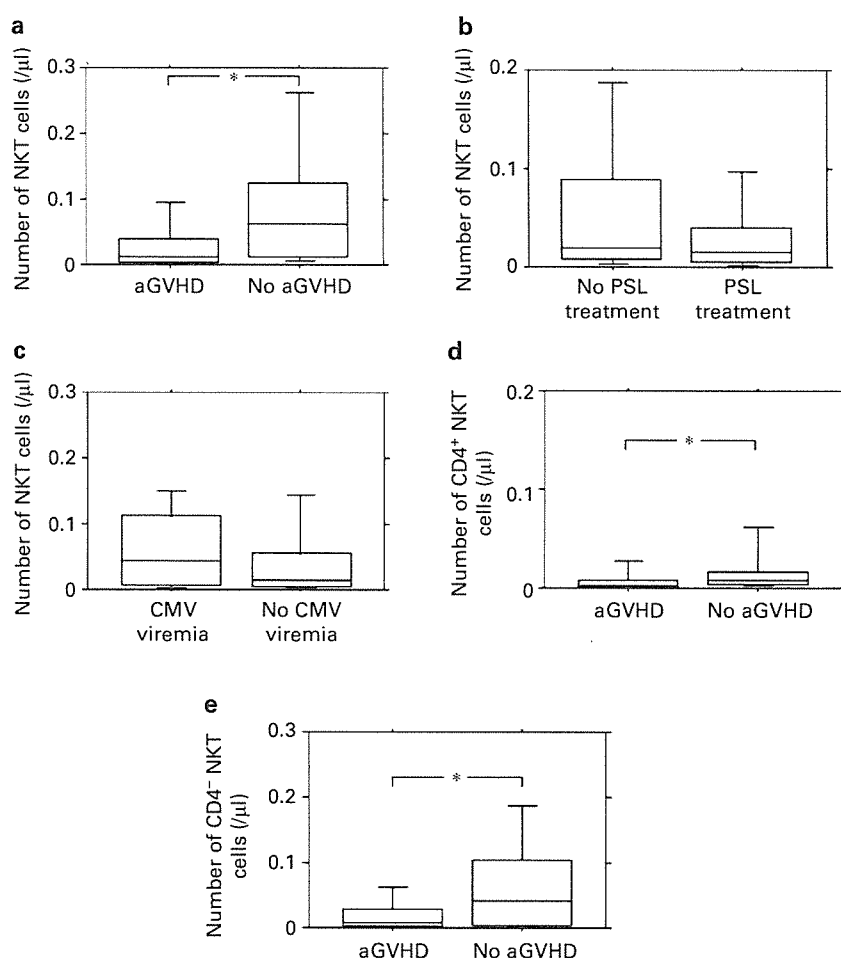 a
Number of NKT cells (/µl)
0.3
0.2
0.1
0
*
aGVHD
No aGVHD
b
Number of NKT cells (/µl)
0.2
0.1
0
No PSL
treatment
PSL
treatment
c
Number of NKT cells (/µl)
0.3
0.2
0.1
0
CMV
viremia
No CMV
viremia
d
Number of CD4⁺ NKT
cells (/µl)
0.2
0.1
0
*
aGVHD
No aGVHD
e
Number of CD4⁻ NKT
cells (/µl)
0.3
0.2
0.1
0
*
aGVHD
No aGVHD